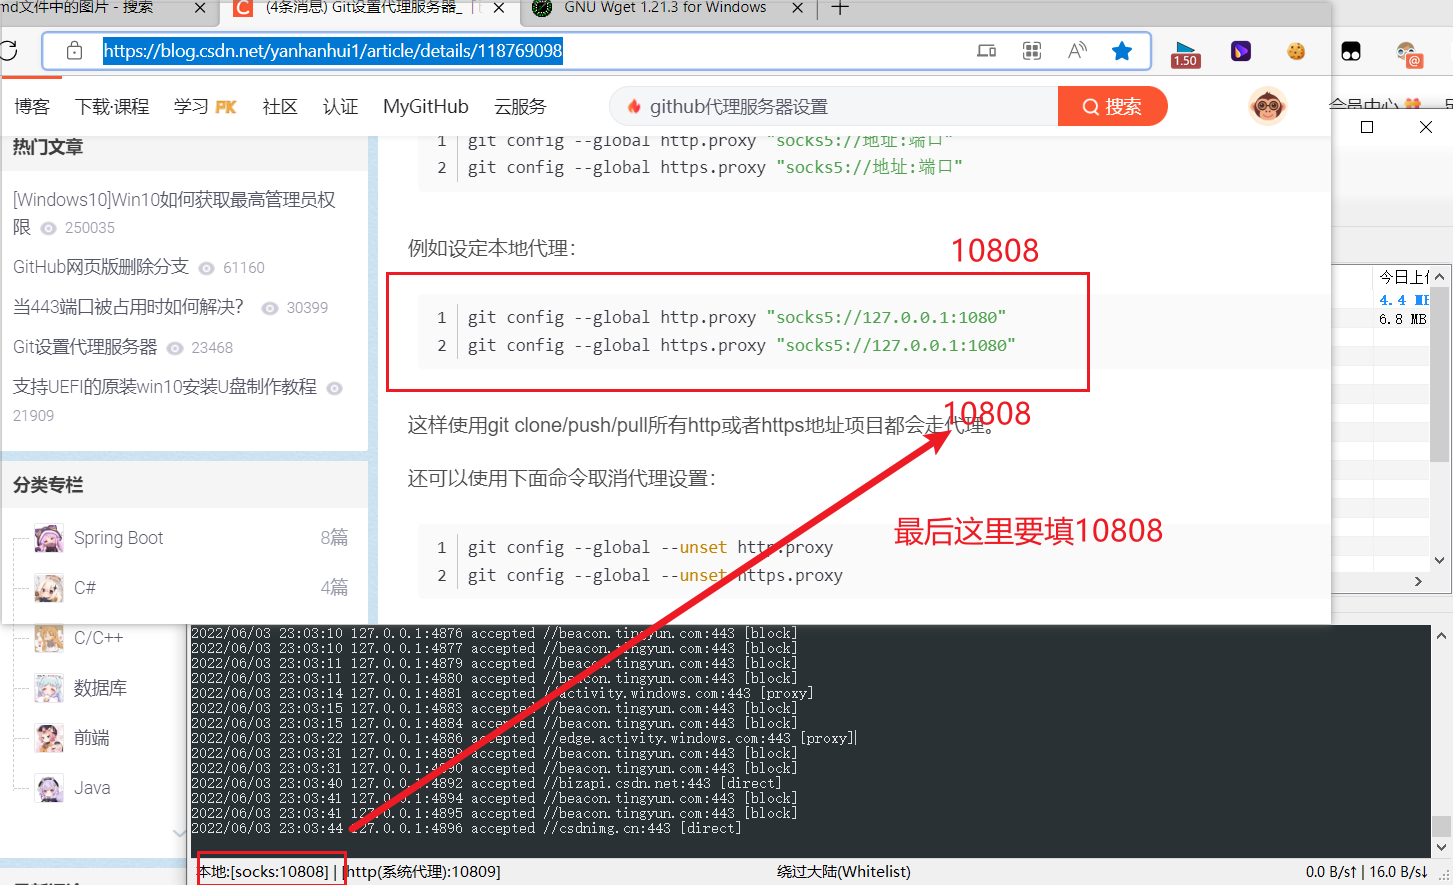 md文件中的图片 - 搜索
(4条消息) Git设置代理服务器_
GNU Wget 1.21.3 for Windows
https://blog.csdn.net/yanhanhui1/article/details/118769098
1.50
博客 下载·课程 学习 PK 社区 认证 MyGitHub 云服务
github代理服务器设置
搜索
会员中心
热门文章
[Windows10]Win10如何获取最高管理员权
限 250035
GitHub网页版删除分支 61160
当443端口被占用时如何解决? 30399
Git设置代理服务器 23468
支持UEFI的原装win10安装U盘制作教程
21909
分类专栏
Spring Boot 8篇
C# 4篇
C/C++
数据库
前端
Java
1 git config --global http.proxy "socks5://地址:端口"
2 git config --global https.proxy "socks5://地址:端口"
例如设定本地代理：
10808
1 git config --global http.proxy "socks5://127.0.0.1:1080"
2 git config --global https.proxy "socks5://127.0.0.1:1080"
10808
这样使用git clone/push/pull所有http或者https地址项目都会走代理。
还可以使用下面命令取消代理设置：
最后这里要填10808
1 git config --global --unset http.proxy
2 git config --global --unset https.proxy
今日上
4.4 M
6.8 MB
2022/06/03 23:03:10 127.0.0.1:4876 accepted //beacon.tingyun.com:443 [block]
2022/06/03 23:03:10 127.0.0.1:4877 accepted //beacon.tingyun.com:443 [block]
2022/06/03 23:03:11 127.0.0.1:4879 accepted //beacon.tingyun.com:443 [block]
2022/06/03 23:03:11 127.0.0.1:4880 accepted //beacon.tingyun.com:443 [block]
2022/06/03 23:03:14 127.0.0.1:4881 accepted //activity.windows.com:443 [proxy]
2022/06/03 23:03:15 127.0.0.1:4883 accepted //beacon.tingyun.com:443 [block]
2022/06/03 23:03:15 127.0.0.1:4884 accepted //beacon.tingyun.com:443 [block]
2022/06/03 23:03:22 127.0.0.1:4886 accepted //edge.activity.windows.com:443 [proxy]
2022/06/03 23:03:31 127.0.0.1:4889 accepted //beacon.tingyun.com:443 [block]
2022/06/03 23:03:31 127.0.0.1:4890 accepted //beacon.tingyun.com:443 [block]
2022/06/03 23:03:40 127.0.0.1:4892 accepted //bizapi.csdn.net:443 [direct]
2022/06/03 23:03:41 127.0.0.1:4894 accepted //beacon.tingyun.com:443 [block]
2022/06/03 23:03:41 127.0.0.1:4895 accepted //beacon.tingyun.com:443 [block]
2022/06/03 23:03:44 127.0.0.1:4896 accepted //csdnimg.cn:443 [direct]
本地:[socks:10808] | [http(系统代理):10809]
绕过大陆(Whitelist)
0.0 B/s↑ | 16.0 B/s↓